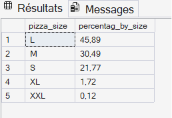 Résultats Messages
pizza_size percentag_by_size
1 L 45,89
2 M 30,49
3 S 21,77
4 XL 1,72
5 XXL 0,12